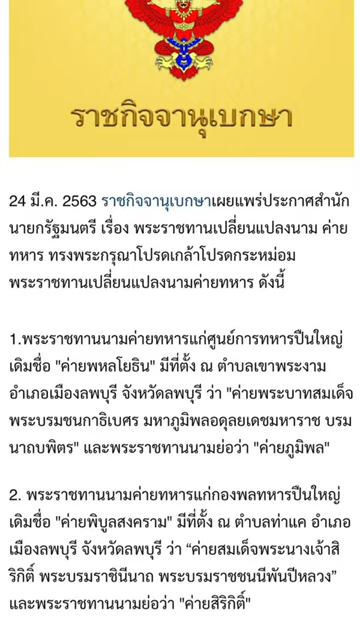 ราชกิจจานุเบกษา
24 มี.ค. 2563 ราชกิจจานุเบกษาเผยแพร่ประกาศสำนัก
นายกรัฐมนตรี เรื่อง พระราชทานเปลี่ยนแปลงนาม ค่าย
ทหาร ทรงพระกรุณาโปรดเกล้าโปรดกระหม่อม
พระราชทานเปลี่ยนแปลงนามค่ายทหาร ดังนี้
1.พระราชทานนามค่ายทหารแก่ศูนย์การทหารปืนใหญ่
เดิมชื่อ "ค่ายพหลโยธิน" มีที่ตั้ง ณ ตำบลเขาพระงาม
อำเภอเมืองลพบุรี จังหวัดลพบุรี ว่า "ค่ายพระบาทสมเด็จ
พระบรมชนกาธิเบศร มหาภูมิพลอดุลยเดชมหาราช บรม
นาถบพิตร" และพระราชทานนามย่อว่า "ค่ายภูมิพล"
2. พระราชทานนามค่ายทหารแก่กองพลทหารปืนใหญ่
เดิมชื่อ "ค่ายพิบูลสงคราม" มีที่ตั้ง ณ ตำบลท่าแค อำเภอ
เมืองลพบุรี จังหวัดลพบุรี ว่า “ค่ายสมเด็จพระนางเจ้าสิ
ริกิติ์ พระบรมราชินีนาถ พระบรมราชชนนีพันปีหลวง”
และพระราชทานนามย่อว่า "ค่ายสิริกิติ์"